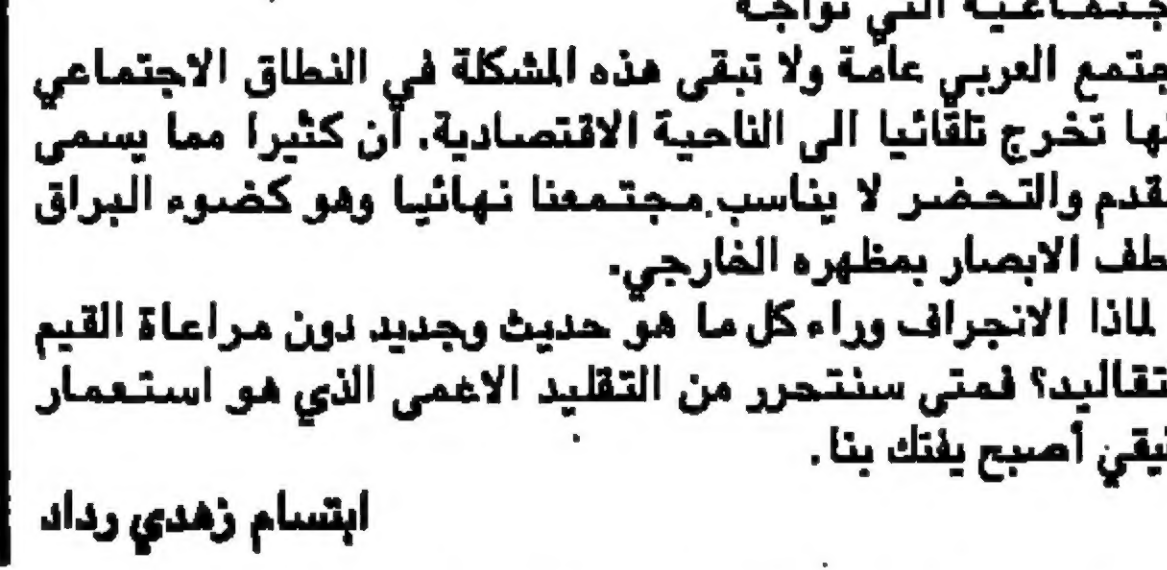 جتماعية التي تواجه
جتمع العربي عامة ولا تبقى هذه المشكلة في النطاق الاجتماعي
نها تخرج تلقائيا الى الناحية الاقتصادية. أن كثيرا مما يسمى
قدم والتحضر لا يناسب مجتمعنا نهائيا وهو كضوء البراق
طف الابصار بمظهره الخارجي.
لماذا الانجراف وراء كل ما هو حديث وجديد دون مراعاة القيم
تقاليد؟ فمتى سنتحرر من التقليد الاعمى الذي هو استعمار
يقي أصبح يفتك بنا.
ابتسام زهدي رداد